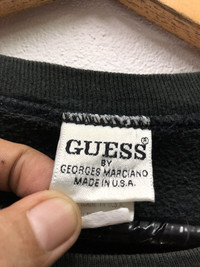 GUESS®
BY
GEORGES MARCIANO
MADE IN U.S.A.